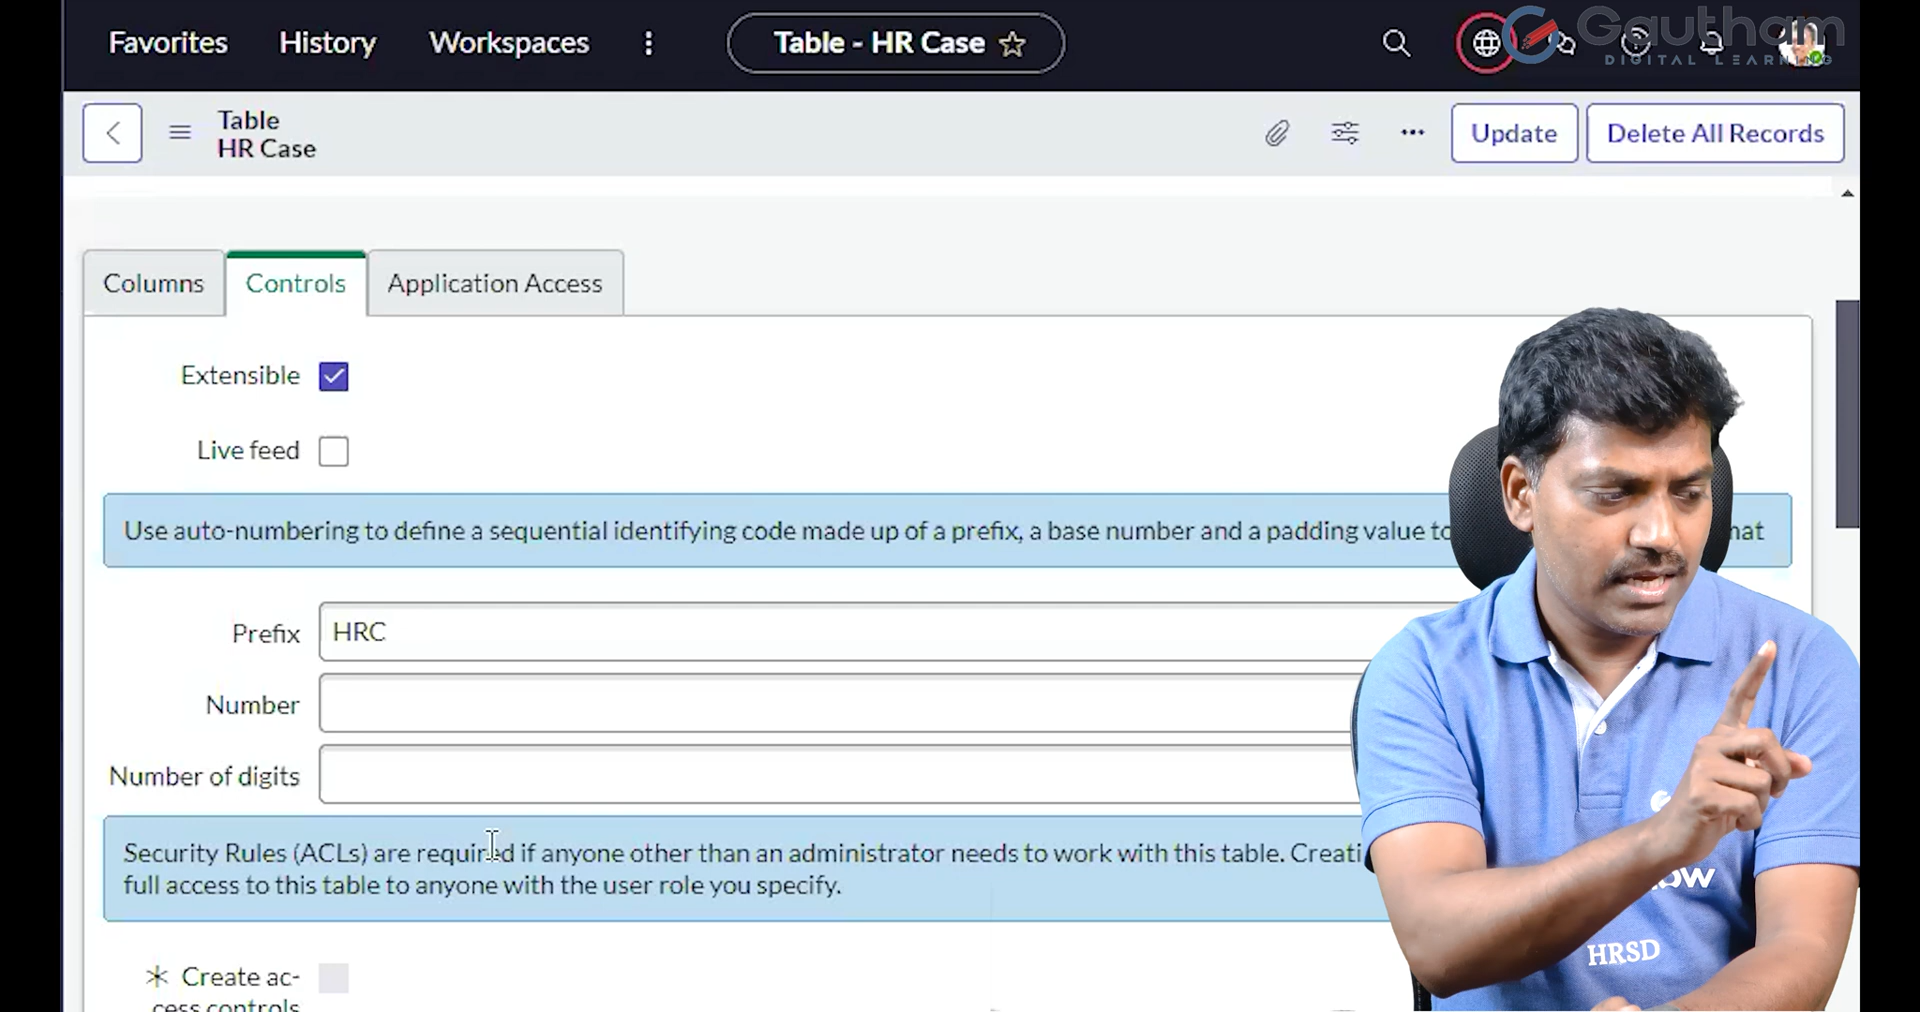 Favorites
History
Workspaces
Table - HR Case
Gautham
DIGITAL LEARNING
Table
HR Case
Update
Delete All Records
Columns
Controls
Application Access
Extensible
Live feed
Use auto-numbering to define a sequential identifying code made up of a prefix, a base number and a padding value to
Prefix
HRC
Number
Number of digits
Security Rules (ACLs) are required if anyone other than an administrator needs to work with this table.
full access to this table to anyone with the user role you specify.
Create ac-
cess controls
HRSD